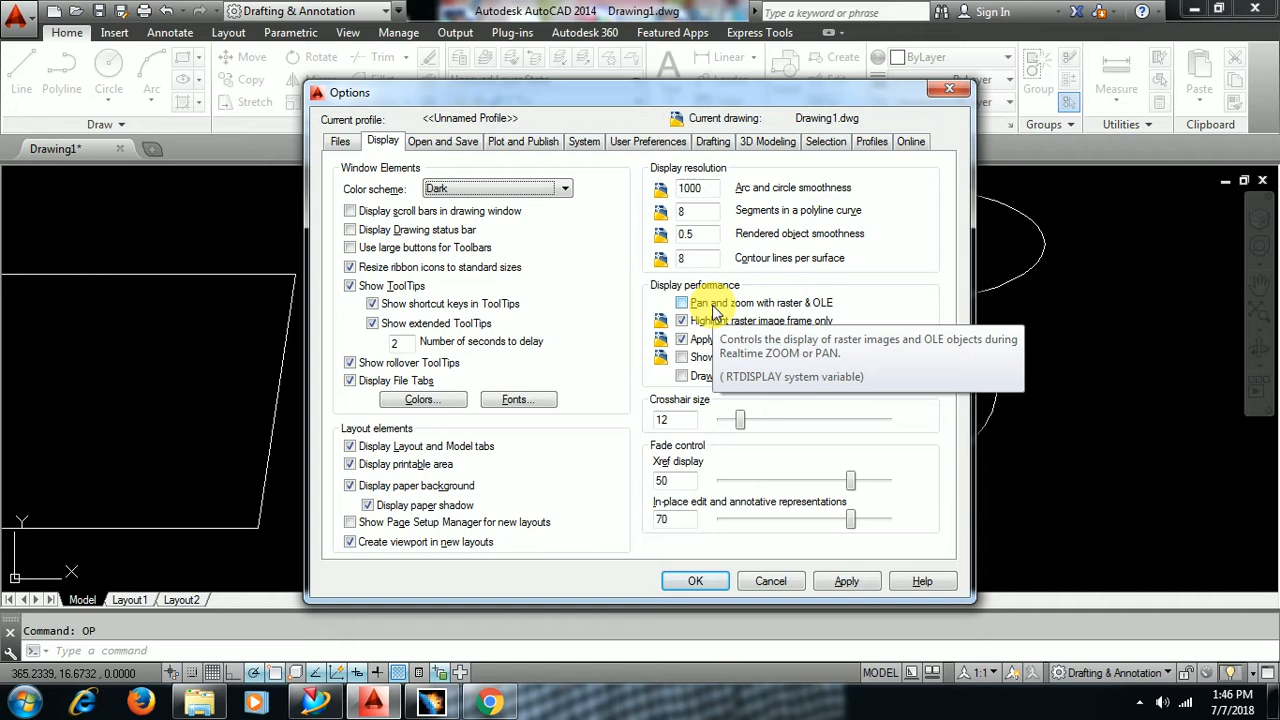 Drafting & Annotation
Autodesk AutoCAD 2014 Drawing1.dwg
Type a keyword or phrase
Sign In
Home Insert Annotate Layout Parametric View Manage Output Plug-ins Autodesk 360 Featured Apps Express Tools
Line Polyline Circle Arc
Move Rotate Trim
Copy
Stretch
Linear
Create
ByLayer
Group Measure Paste
Draw Groups Utilities Clipboard
Drawing1*
Options
Current profile: <<Unnamed Profile>> Current drawing: Drawing1.dwg
Files Display Open and Save Plot and Publish System User Preferences Drafting 3D Modeling Selection Profiles Online
Window Elements
Color scheme: Dark
Display scroll bars in drawing window
Display Drawing status bar
Use large buttons for Toolbars
Resize ribbon icons to standard sizes
Show ToolTips
Show shortcut keys in ToolTips
Show extended ToolTips
2 Number of seconds to delay
Show rollover ToolTips
Display File Tabs
Colors... Fonts...
Layout elements
Display Layout and Model tabs
Display printable area
Display paper background
Display paper shadow
Show Page Setup Manager for new layouts
Create viewport in new layouts
Display resolution
1000 Arc and circle smoothness
8 Segments in a polyline curve
0.5 Rendered object smoothness
8 Contour lines per surface
Display performance
Pan and zoom with raster & OLE
Highlight raster image frame only
Apply
Show
Draw
Controls the display of raster images and OLE objects during
Realtime ZOOM or PAN.
( RTDISPLAY system variable)
Crosshair size
12
Fade control
Xref display
50
In-place edit and annotative representations
70
OK Cancel Apply Help
Y
X
Model Layout1 Layout2
Command: OP
Type a command
365.2339, 16.6732, 0.0000
MODEL
1:1
Drafting & Annotation
1:46 PM
7/7/2018